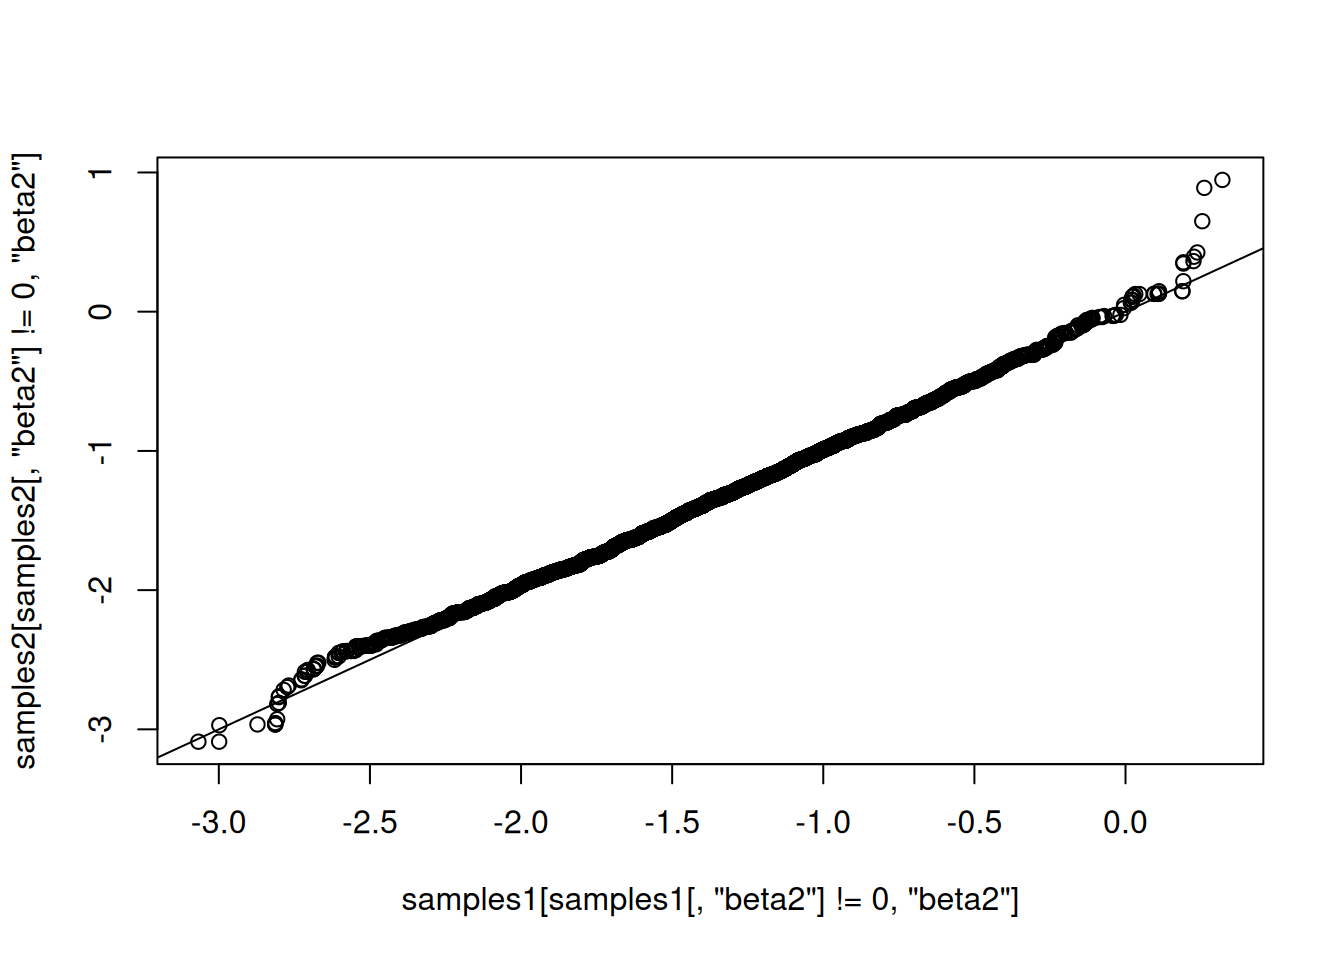 samples2[samples2[, "beta2"] != 0, "beta2"]
1
0
-1
-2
-3
-3.0 -2.5 -2.0 -1.5 -1.0 -0.5 0.0
samples1[samples1[, "beta2"] != 0, "beta2"]